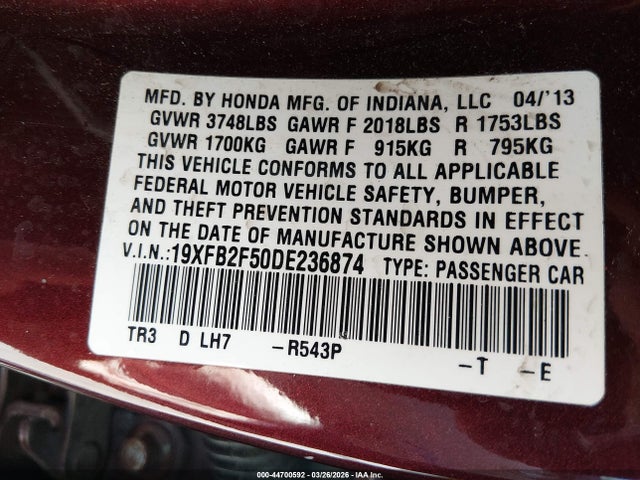 MFD. BY HONDA MFG. OF INDIANA, LLC 04/'13
GVWR 3748LBS GAWR F 2018LBS R 1753LBS
GVWR 1700KG GAWR F 915KG R 795KG
THIS VEHICLE CONFORMS TO ALL APPLICABLE
FEDERAL MOTOR VEHICLE SAFETY, BUMPER,
AND THEFT PREVENTION STANDARDS IN EFFECT
ON THE DATE OF MANUFACTURE SHOWN ABOVE.
V.I.N.:19XFB2F50DE236874 TYPE: PASSENGER CAR
TR3 D LH7 -R543P -T -E
000-44700592 - 03/26/2026 - IAA Inc.